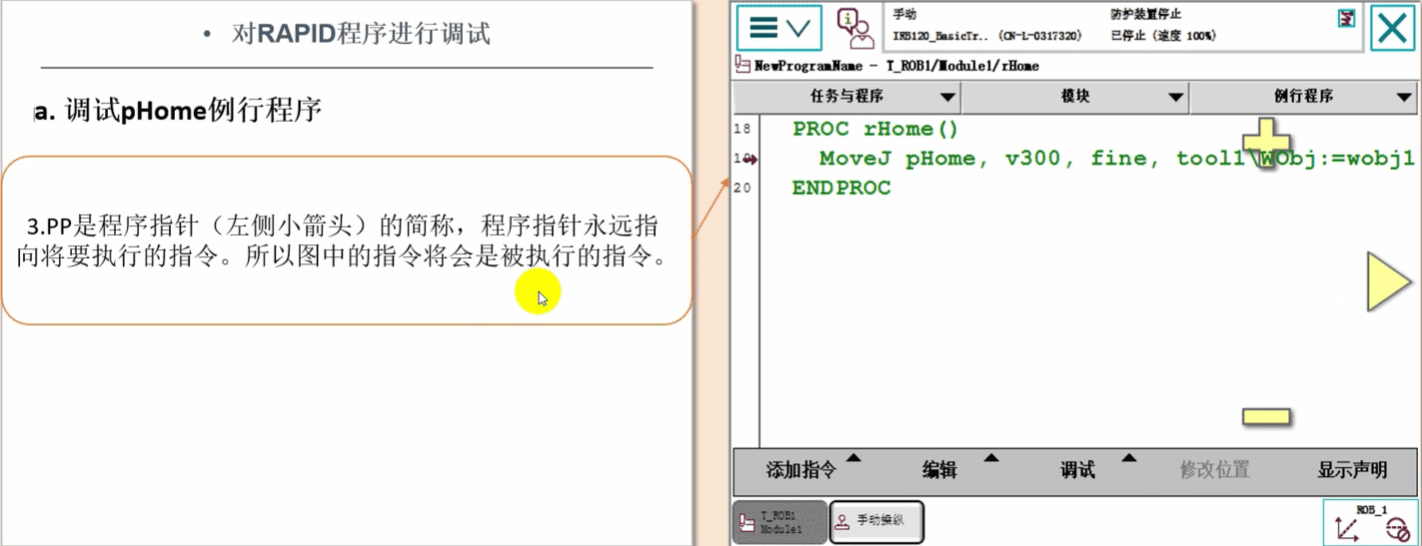 • 对RAPID程序进行调试
a. 调试pHome例行程序
3.PP是程序指针（左侧小箭头）的简称，程序指针永远指
向将要执行的指令。所以图中的指令将会是被执行的指令。
手动
防护装置停止
IRB120_BasicTr.. (CN-L-0317320)
已停止 (速度 100%)
NewProgramName - T_ROB1/Module1/rHome
任务与程序
模块
例行程序
18 PROC rHome()
19 MoveJ pHome, v300, fine, tool1\WObj:=wobj1
20 ENDPROC
添加指令
编辑
调试
修改位置
显示声明
T_ROB1
Module1
手动操纵
ROB_1